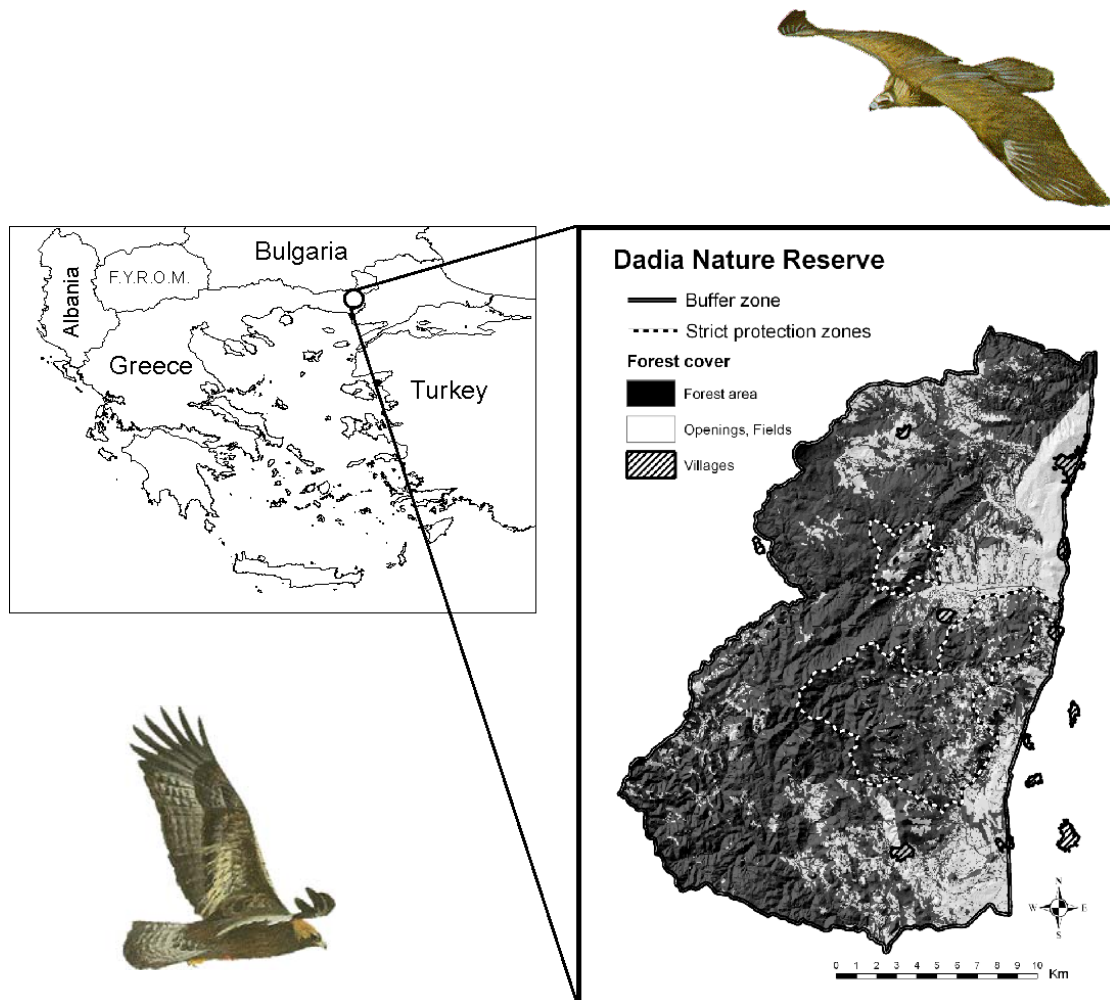 Bulgaria
F.Y.R.O.M.
Albania
Greece
Turkey
Dadia Nature Reserve
Buffer zone
Strict protection zones
Forest cover
Forest area
Openings, Fields
Villages
N
W E
S
0 1 2 3 4 5 6 7 8 9 10
Km